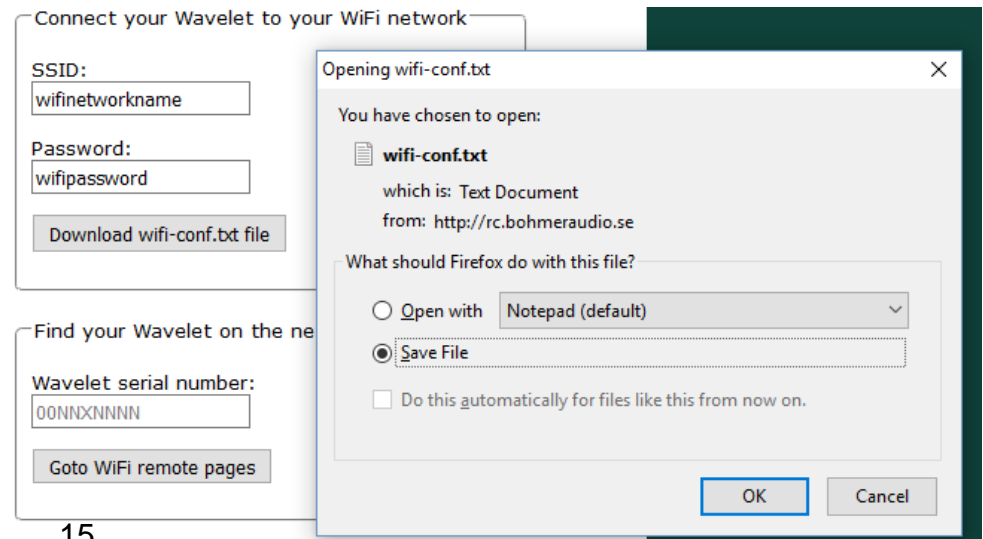 Connect your Wavelet to your WiFi network
SSID:
wifinetworkname
Password:
wifipassword
Download wifi-conf.txt file
Find your Wavelet on the ne
Wavelet serial number:
00NNXNNNN
Goto WiFi remote pages
15
Opening wifi-conf.txt
You have chosen to open:
wifi-conf.txt
which is: Text Document
from: http://rc.bohmeraudio.se
What should Firefox do with this file?
Open with Notepad (default)
Save File
Do this automatically for files like this from now on.
OK Cancel